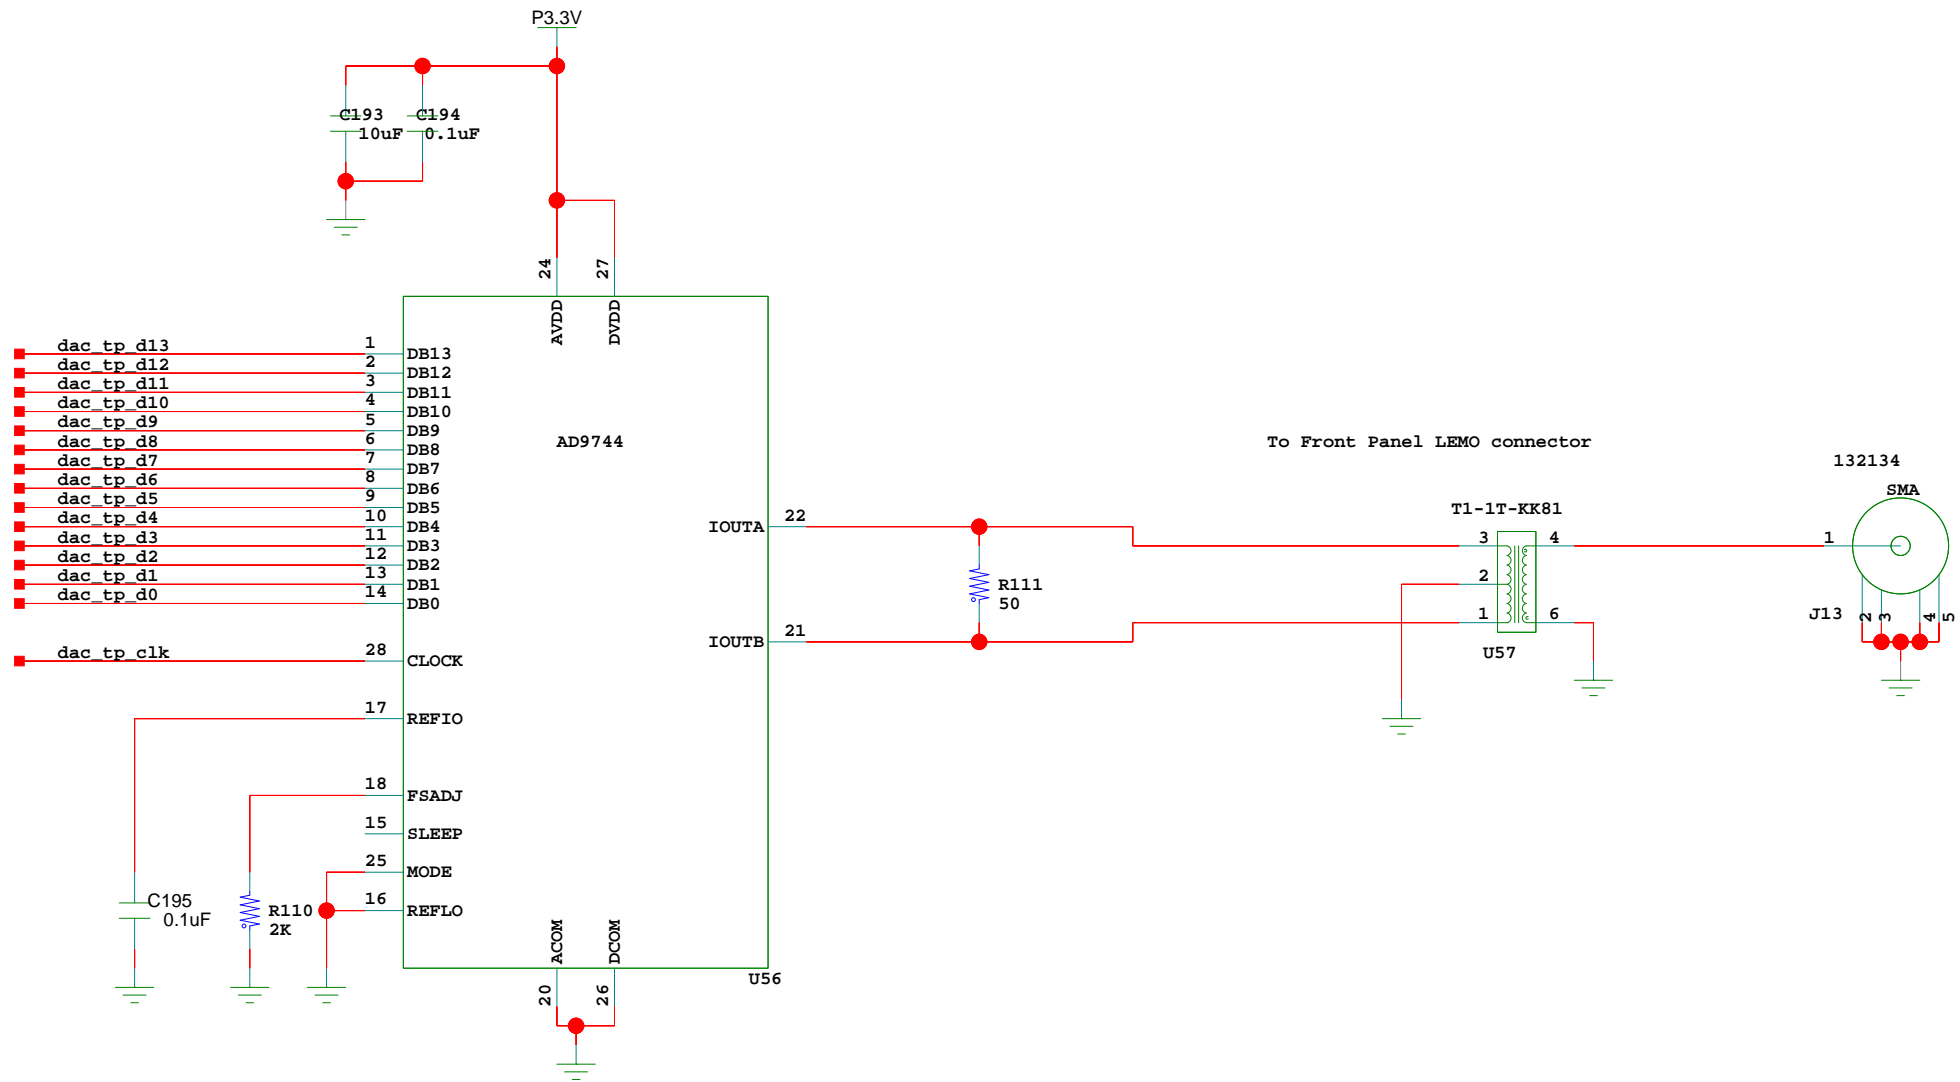 P3.3V
C193
10uF
C194
0.1uF
24
27
AVDD
DVDD
dac_tp_d13
1
DB13
dac_tp_d12
2
DB12
dac_tp_d11
3
DB11
dac_tp_d10
4
DB10
dac_tp_d9
5
DB9
dac_tp_d8
6
DB8
dac_tp_d7
7
DB7
dac_tp_d6
8
DB6
dac_tp_d5
9
DB5
dac_tp_d4
10
DB4
dac_tp_d3
11
DB3
dac_tp_d2
12
DB2
dac_tp_d1
13
DB1
dac_tp_d0
14
DB0
dac_tp_clk
28
CLOCK
17
REFIO
18
FSADJ
15
SLEEP
25
MODE
16
REFLO
C195
0.1uF
R110
2K
AD9744
IOUTA
22
IOUTB
21
ACOM
DCOM
20
26
U56
R111
50
To Front Panel LEMO connector
T1-1T-KK81
3
2
1
4
6
U57
132134
SMA
1
J13
2
3
4
5